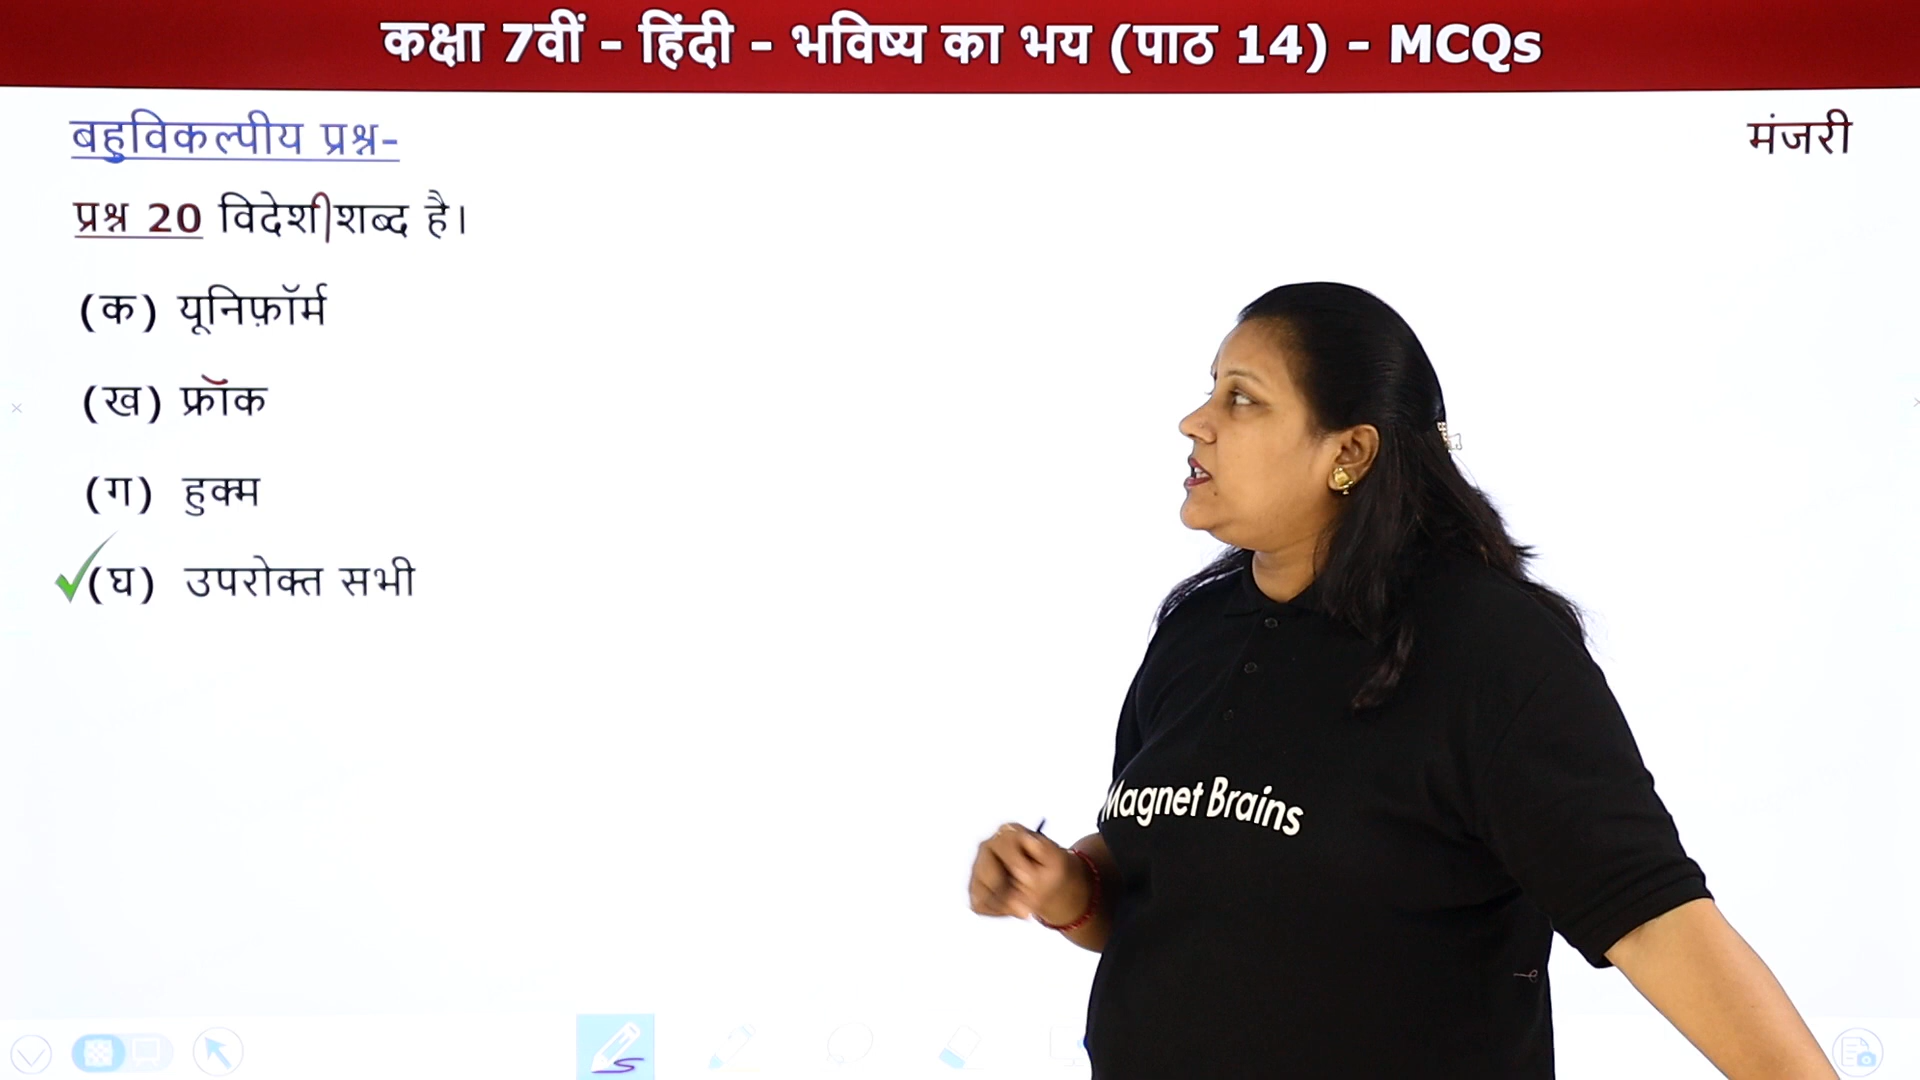 कक्षा 7वीं - हिंदी - भविष्य का भय (पाठ 14) - MCQs
बहुविकल्पीय प्रश्न-
मंजरी
प्रश्न 20 विदेशी शब्द है।
(क) यूनिफ़ॉर्म
(ख) फ्रॉक
(ग) हुक्म
(घ) उपरोक्त सभी
Magnet Brains